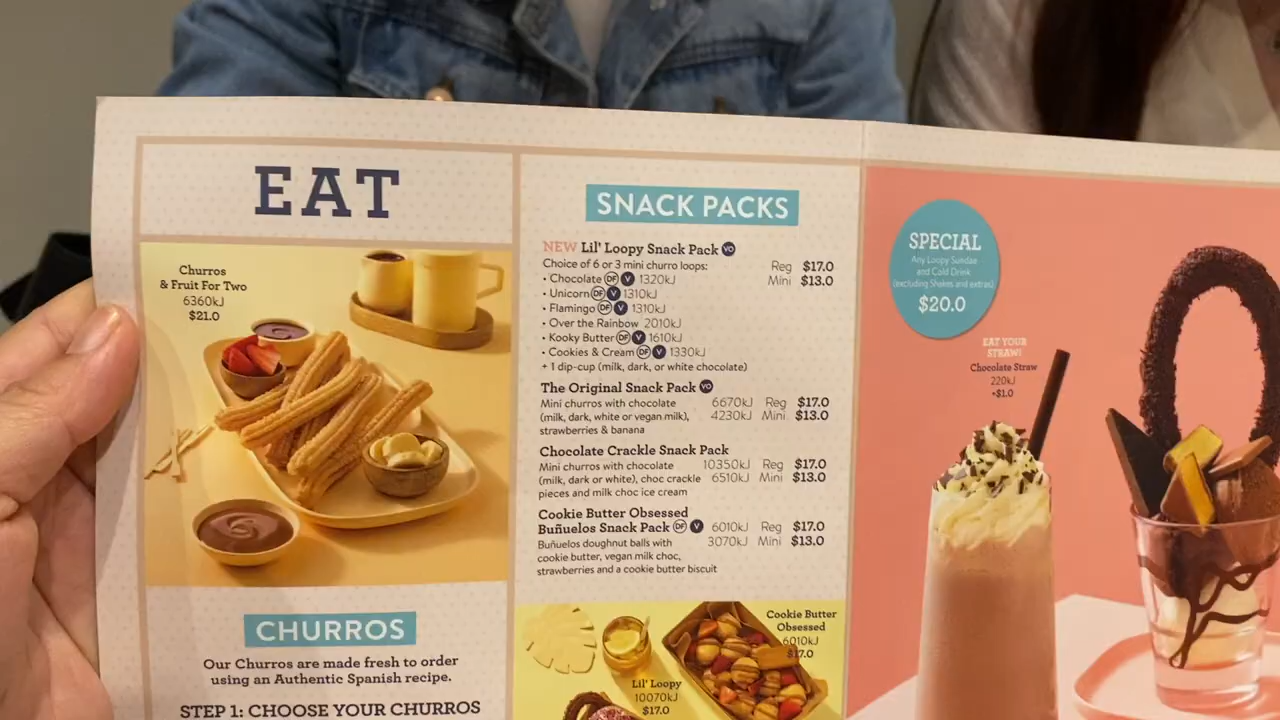 EAT
Churros
& Fruit For Two
6360kJ
$21.0
CHURROS
Our Churros are made fresh to order
using an Authentic Spanish recipe.
STEP 1: CHOOSE YOUR CHURROS
SNACK PACKS
NEW Lil' Loopy Snack Pack VO
Choice of 6 or 3 mini churro loops: Reg $17.0
• Chocolate DF V 1320kJ Mini $13.0
• Unicorn DF V 1310kJ
• Flamingo DF V 1310kJ
• Over the Rainbow 2010kJ
• Kooky Butter DF V 1610kJ
• Cookies & Cream DF V 1330kJ
+ 1 dip-cup (milk, dark, or white chocolate)
The Original Snack Pack VO
Mini churros with chocolate 6670kJ Reg $17.0
(milk, dark, white or vegan milk), 4230kJ Mini $13.0
strawberries & banana
Chocolate Crackle Snack Pack
Mini churros with chocolate 10350kJ Reg $17.0
(milk, dark or white), choc crackle 6510kJ Mini $13.0
pieces and milk choc ice cream
Cookie Butter Obsessed
Buñuelos Snack Pack DF V 6010kJ Reg $17.0
Buñuelos doughnut balls with 3070kJ Mini $13.0
cookie butter, vegan milk choc,
strawberries and a cookie butter biscuit
Cookie Butter
Obsessed
6010kJ
$17.0
Lil' Loopy
10070kJ
$17.0
SPECIAL
Any Loopy Sundae
and Cold Drink
(excluding Shakes and extras)
$20.0
EAT YOUR
STRAW!
Chocolate Straw
220kJ
+$1.0